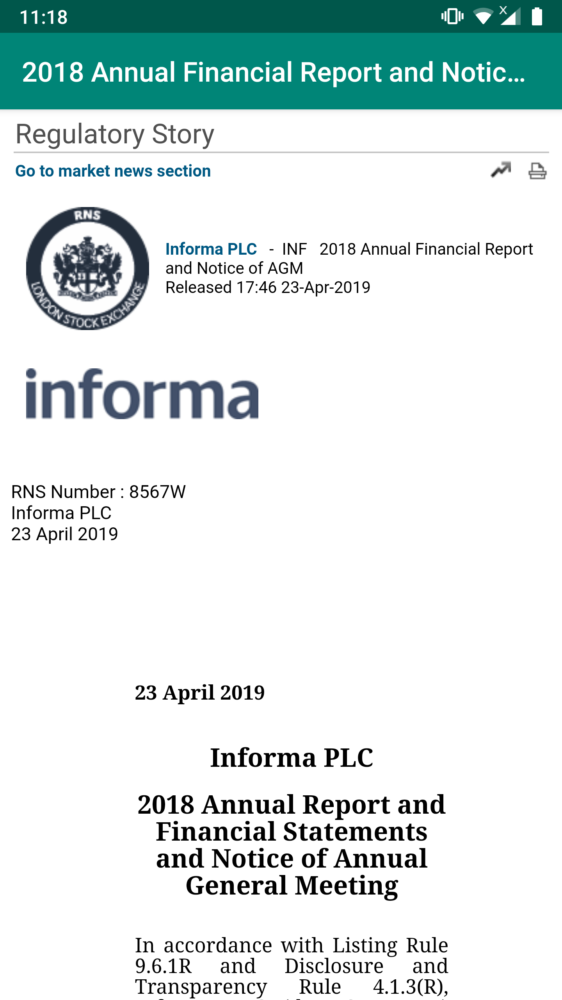 11:18
2018 Annual Financial Report and Notic...
Regulatory Story
Go to market news section
RNS
LONDON STOCK EXCHANGE
Informa PLC - INF 2018 Annual Financial Report
and Notice of AGM
Released 17:46 23-Apr-2019
informa
RNS Number : 8567W
Informa PLC
23 April 2019
23 April 2019
Informa PLC
2018 Annual Report and
Financial Statements
and Notice of Annual
General Meeting
In accordance with Listing Rule
9.6.1R and Disclosure and
Transparency Rule 4.1.3(R),